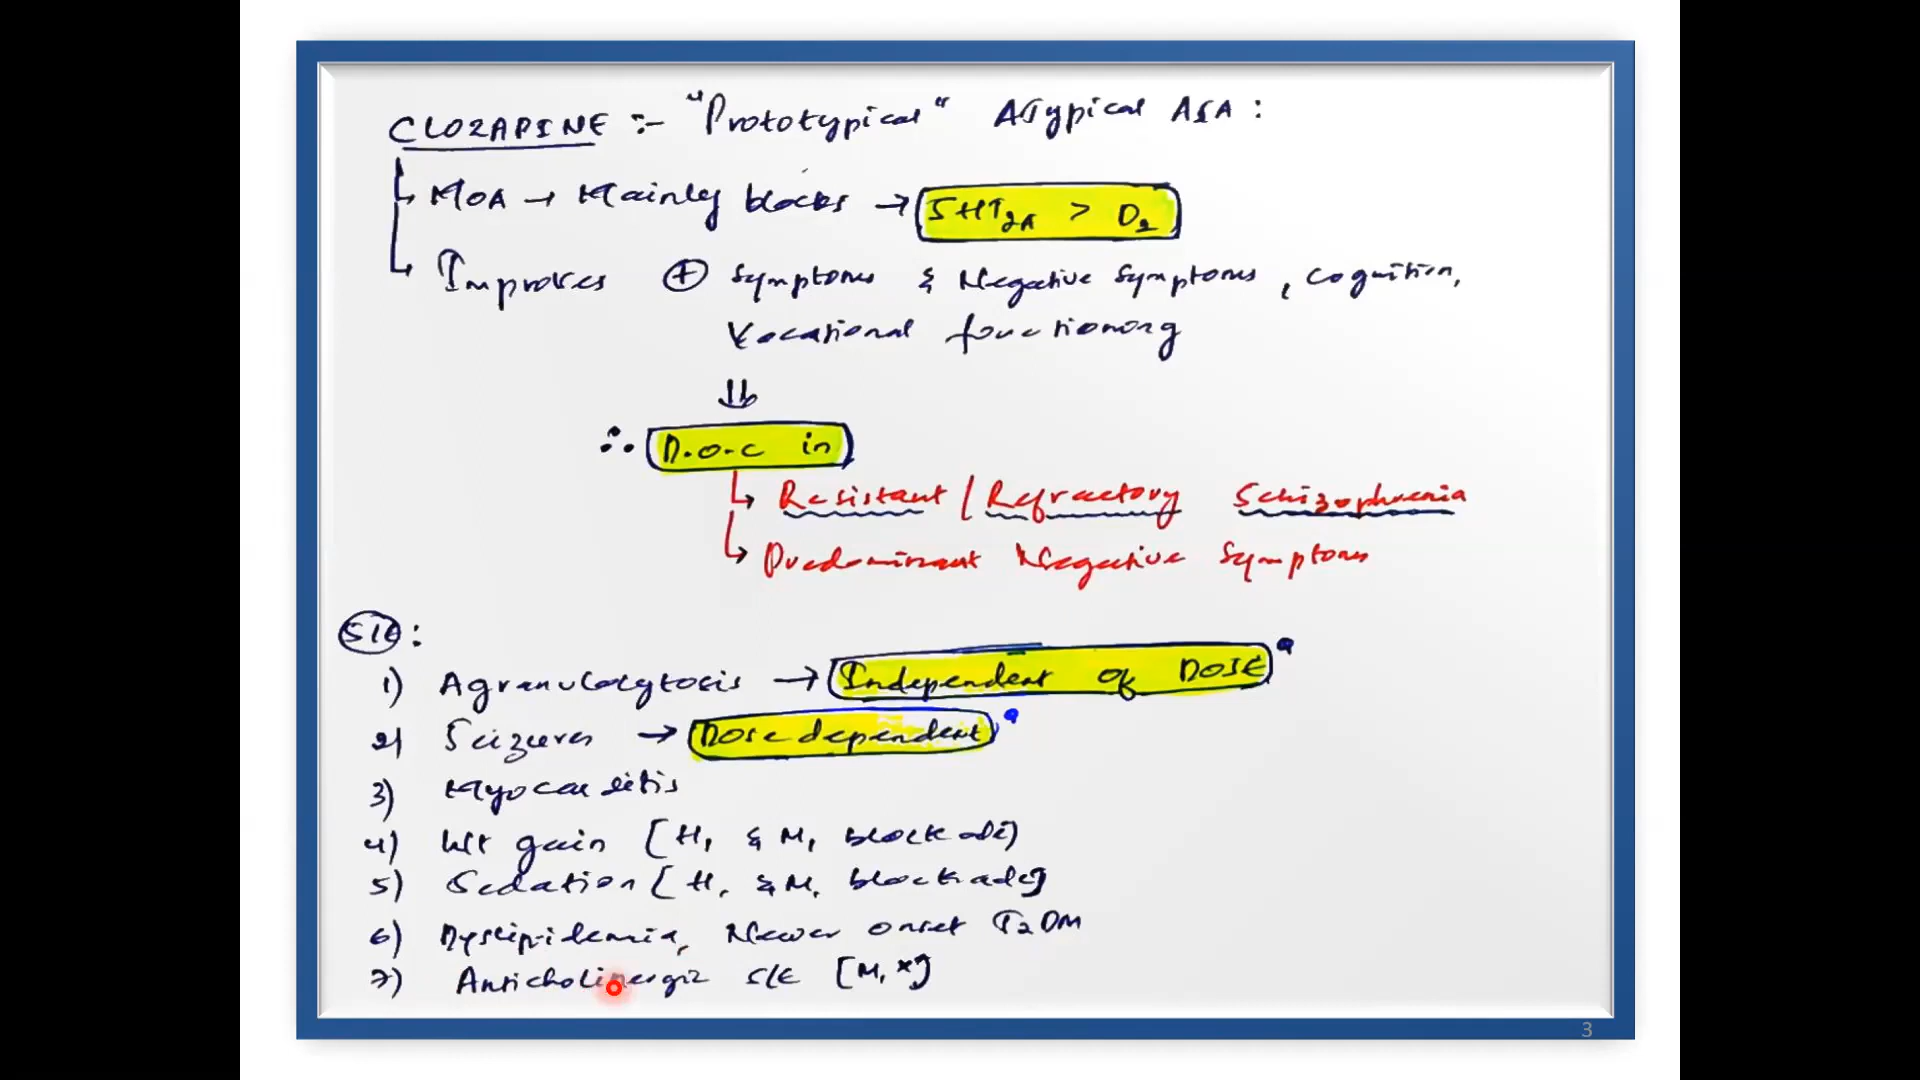 CLOZAPINE :- "Prototypical" Atypical ASA :
MOA → Mainly blocks → 5HT2A > D2
Improves ⊕ symptoms & Negative symptoms, cognition,
Vocational functioning
⇓
∴ D.O.C in
Resistant / Refractory Schizophrenia
Predominant Negative Symptoms
S/E :
1) Agranulocytosis → Independent of DOSE
2) Seizures → Dose dependent
3) Myocarditis
4) Wt gain [H1 & M1 blockade]
5) Sedation [H1 & M1 blockade]
6) Dyslipidemia, Newer onset T2DM
7) Anticholinergic S/E [M1 x]
3